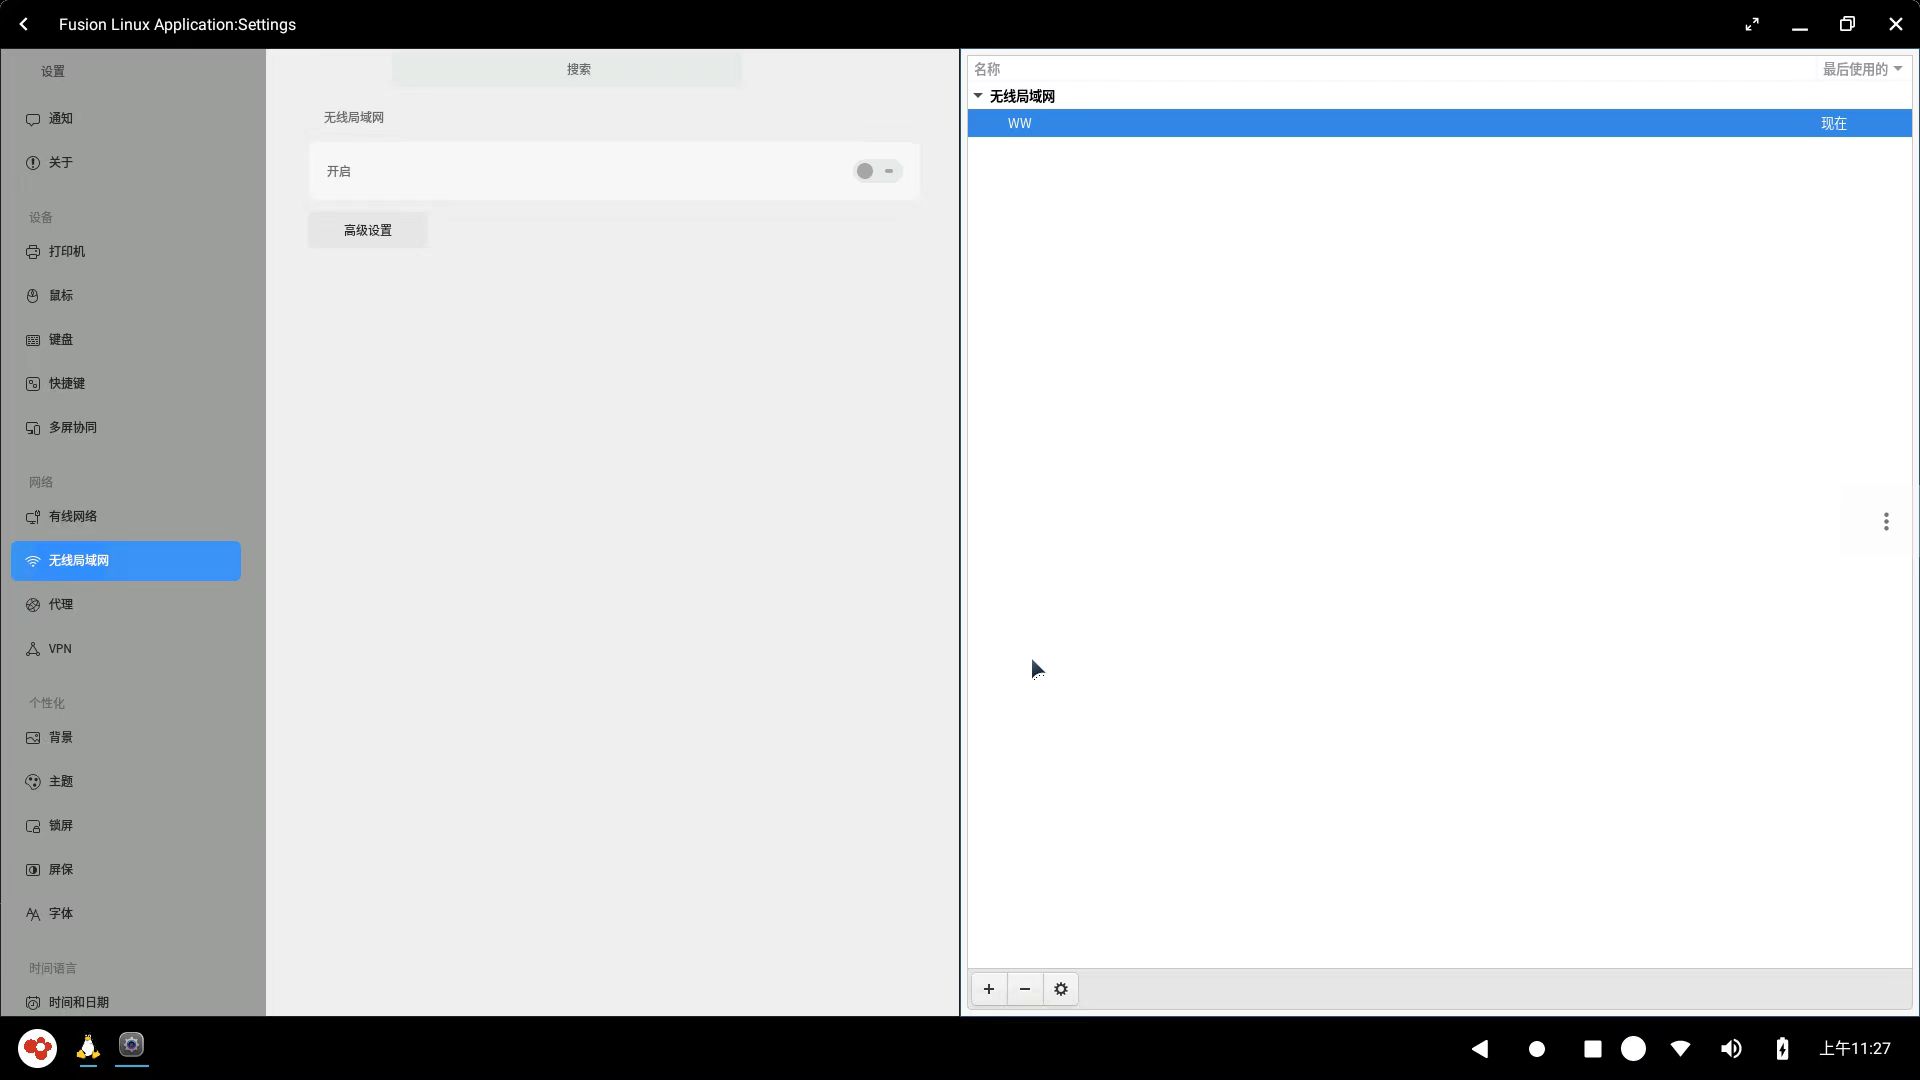 Fusion Linux Application:Settings
设置
通知
关于
设备
打印机
鼠标
键盘
快捷键
多屏协同
网络
有线网络
无线局域网
代理
VPN
个性化
背景
主题
锁屏
屏保
字体
时间语言
时间和日期
搜索
无线局域网
开启
高级设置
名称 最后使用的
无线局域网
WW 现在
上午11:27